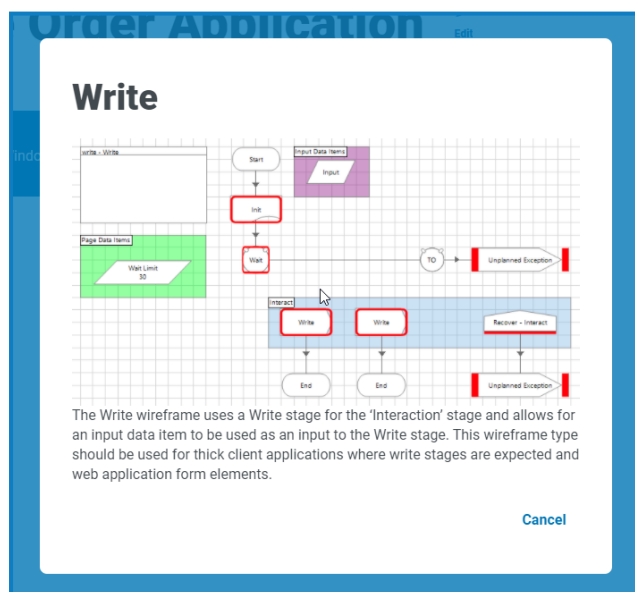 Order Application
Edit
indo
Write
write - Write
Start
Input Data Items
Input
Init
Page Data Items
Wait Limit
30
Wait
TO
Unplanned Exception
Interact
Write
Write
Recover - Interact
End
End
Unplanned Exception
The Write wireframe uses a Write stage for the ‘Interaction’ stage and allows for
an input data item to be used as an input to the Write stage. This wireframe type
should be used for thick client applications where write stages are expected and
web application form elements.
Cancel